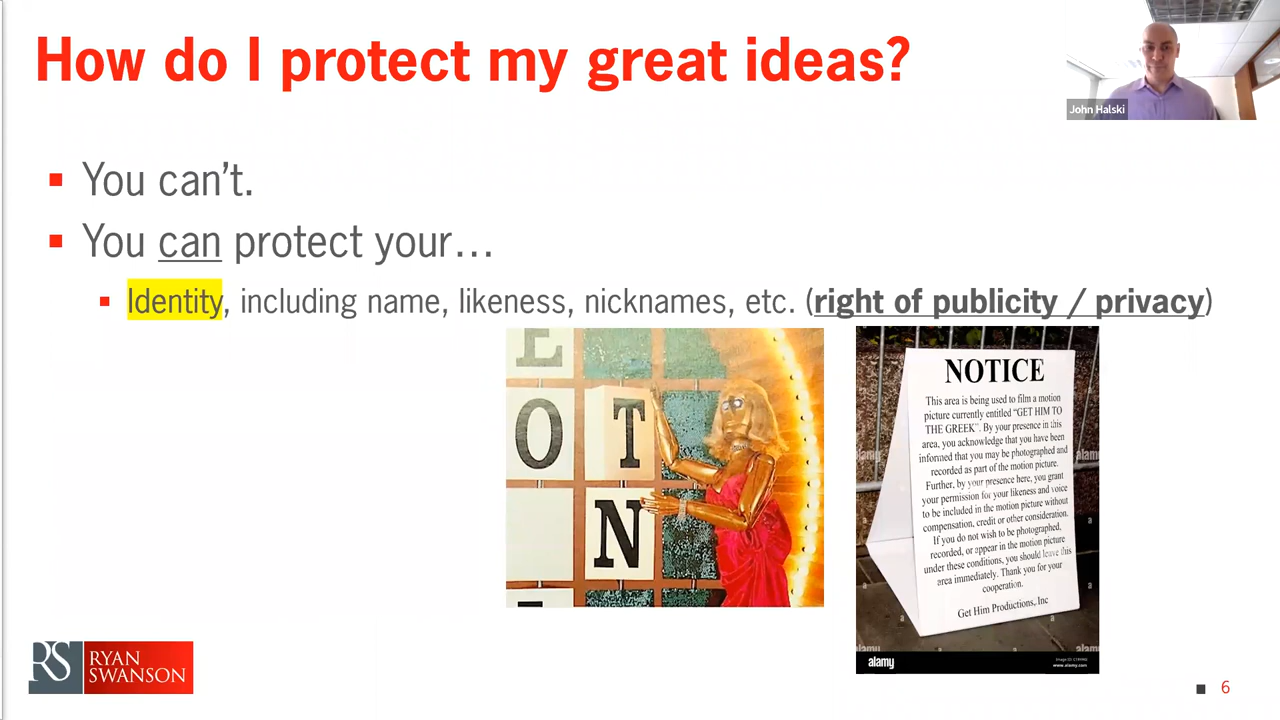 How do I protect my great ideas?
John Halski
You can't.
You can protect your…
Identity, including name, likeness, nicknames, etc. (right of publicity / privacy)
E
O T
N
NOTICE
This area is being used to film a motion
picture currently entitled "GET HIM TO
THE GREEK". By your presence in this
area, you acknowledge that you have been
informed that you may be photographed and
recorded as part of the motion picture.
Further, by your presence here, you grant
your permission for your likeness and voice
to be included in the motion picture without
compensation, credit or other consideration.
If you do not wish to be photographed,
recorded, or appear in the motion picture
under these conditions, you should leave this
area immediately. Thank you for your
cooperation.
Get Him Productions, Inc
alamy
www.alamy.com
RS RYAN
SWANSON
6